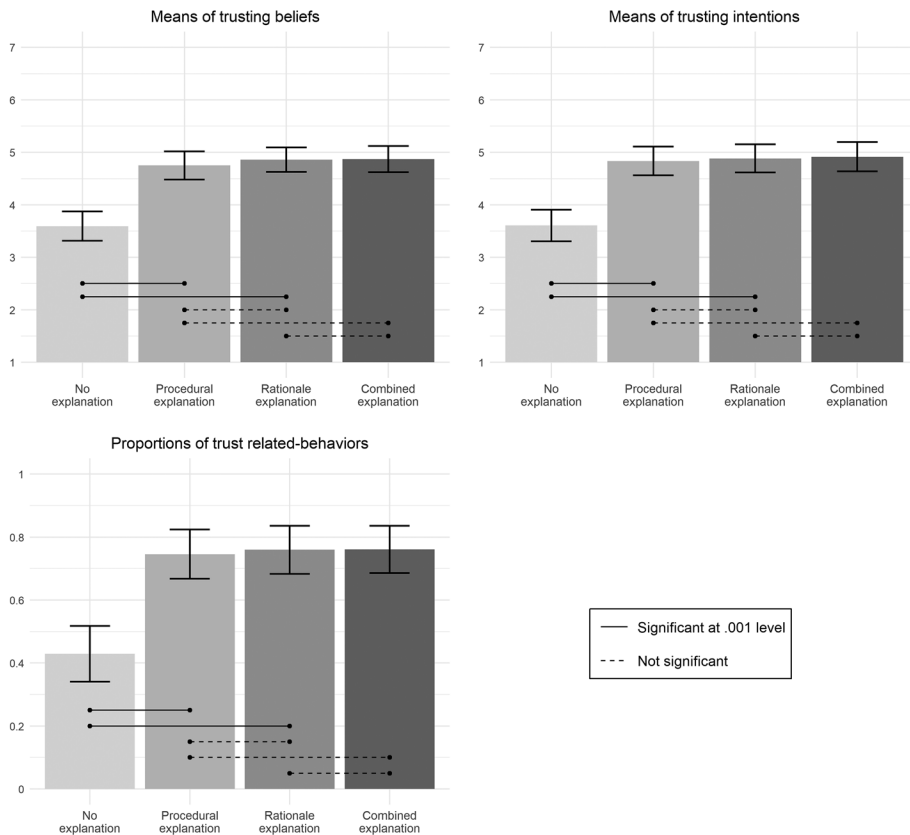 Means of trusting beliefs
7
6
5
4
3
2
1
No
explanation
Procedural
explanation
Rationale
explanation
Combined
explanation
Means of trusting intentions
7
6
5
4
3
2
1
No
explanation
Procedural
explanation
Rationale
explanation
Combined
explanation
Proportions of trust related-behaviors
1
0.8
0.6
0.4
0.2
0
No
explanation
Procedural
explanation
Rationale
explanation
Combined
explanation
Significant at .001 level
Not significant